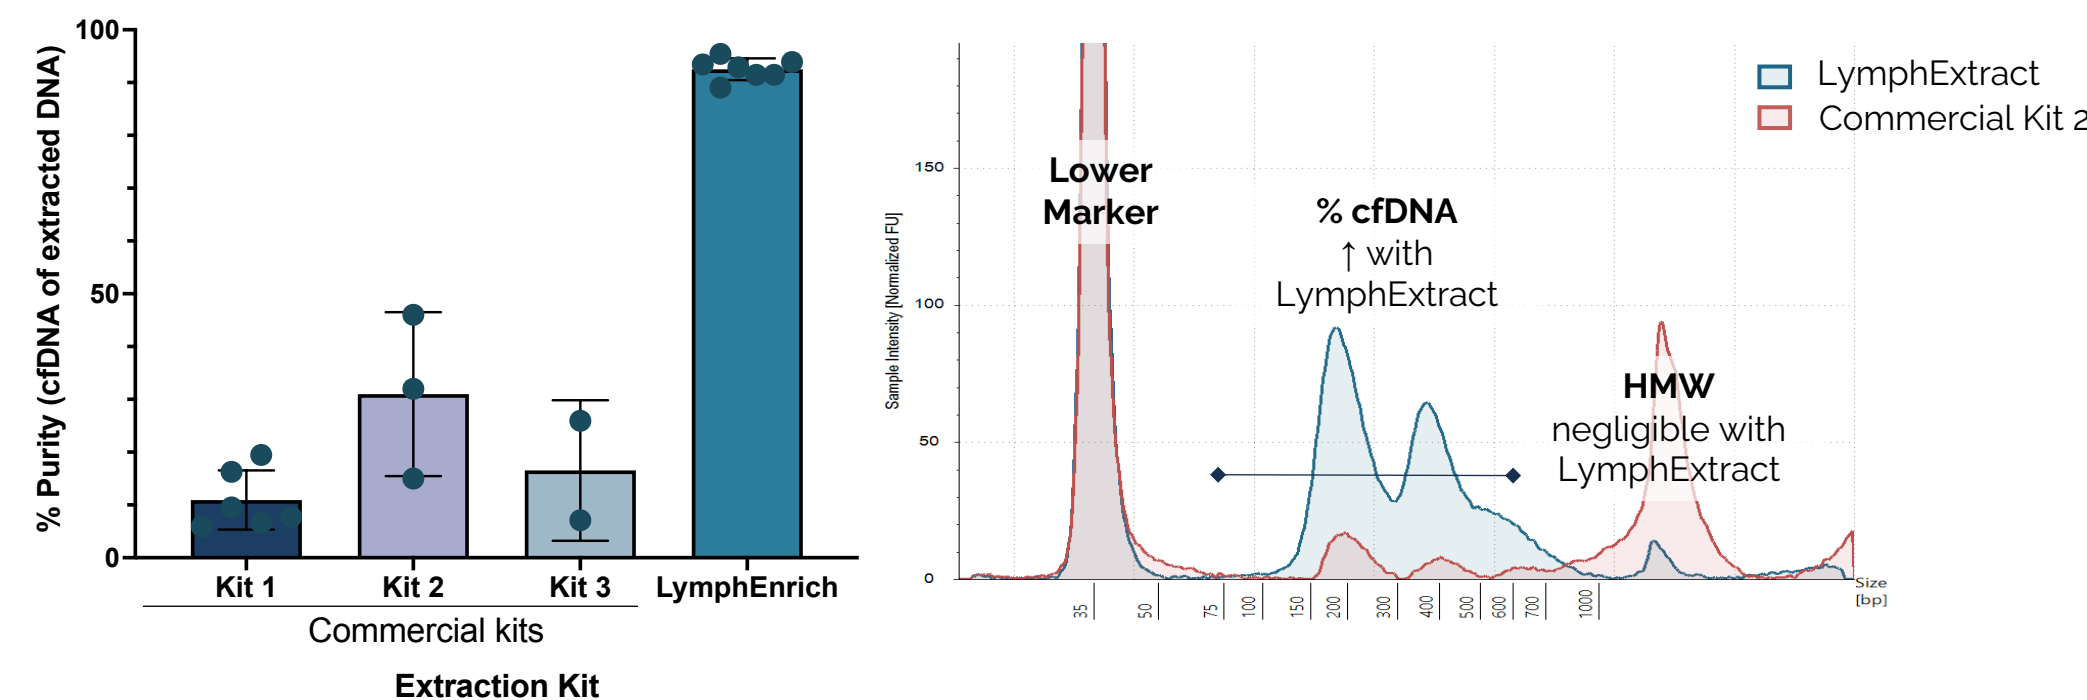 % Purity (cfDNA of extracted DNA)
100
50
0
Kit 1
Kit 2
Kit 3
LymphEnrich
Commercial kits
Extraction Kit
Sample Intensity [Normalized FU]
150
100
50
0
Lower
Marker
% cfDNA
↑ with
LymphExtract
HMW
negligible with
LymphExtract
LymphExtract
Commercial Kit 2
35
50
75
100
150
200
300
400
500
600
700
1000
Size
[bp]